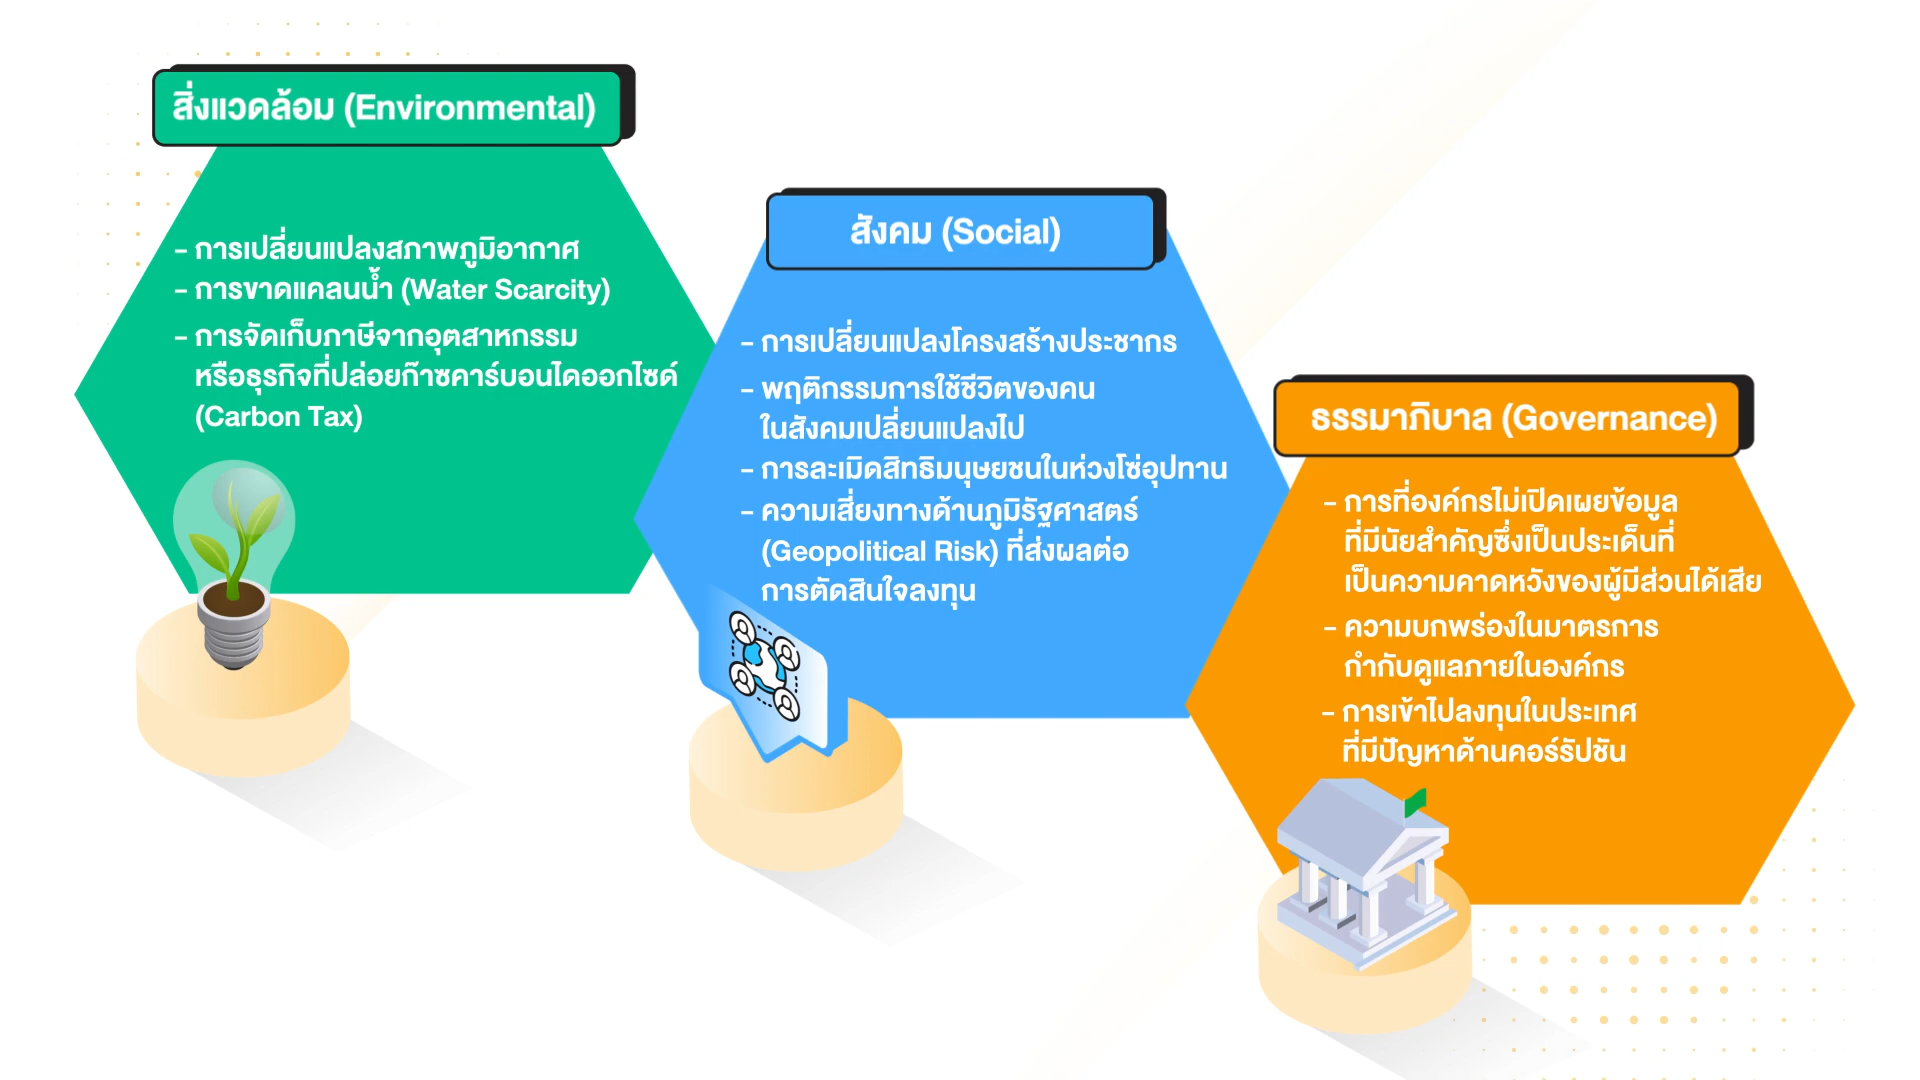 สิ่งแวดล้อม (Environmental)
- การเปลี่ยนแปลงสภาพภูมิอากาศ
- การขาดแคลนน้ำ (Water Scarcity)
- การจัดเก็บภาษีจากอุตสาหกรรม
หรือธุรกิจที่ปล่อยก๊าซคาร์บอนไดออกไซด์
(Carbon Tax)
สังคม (Social)
- การเปลี่ยนแปลงโครงสร้างประชากร
- พฤติกรรมการใช้ชีวิตของคน
ในสังคมเปลี่ยนแปลงไป
- การละเมิดสิทธิมนุษยชนในห่วงโซ่อุปทาน
- ความเสี่ยงทางด้านภูมิรัฐศาสตร์
(Geopolitical Risk) ที่ส่งผลต่อ
การตัดสินใจลงทุน
ธรรมาภิบาล (Governance)
- การที่องค์กรไม่เปิดเผยข้อมูล
ที่มีนัยสำคัญซึ่งเป็นประเด็นที่
เป็นความคาดหวังของผู้มีส่วนได้เสีย
- ความบกพร่องในมาตรการ
กำกับดูแลภายในองค์กร
- การเข้าไปลงทุนในประเทศ
ที่มีปัญหาด้านคอร์รัปชัน